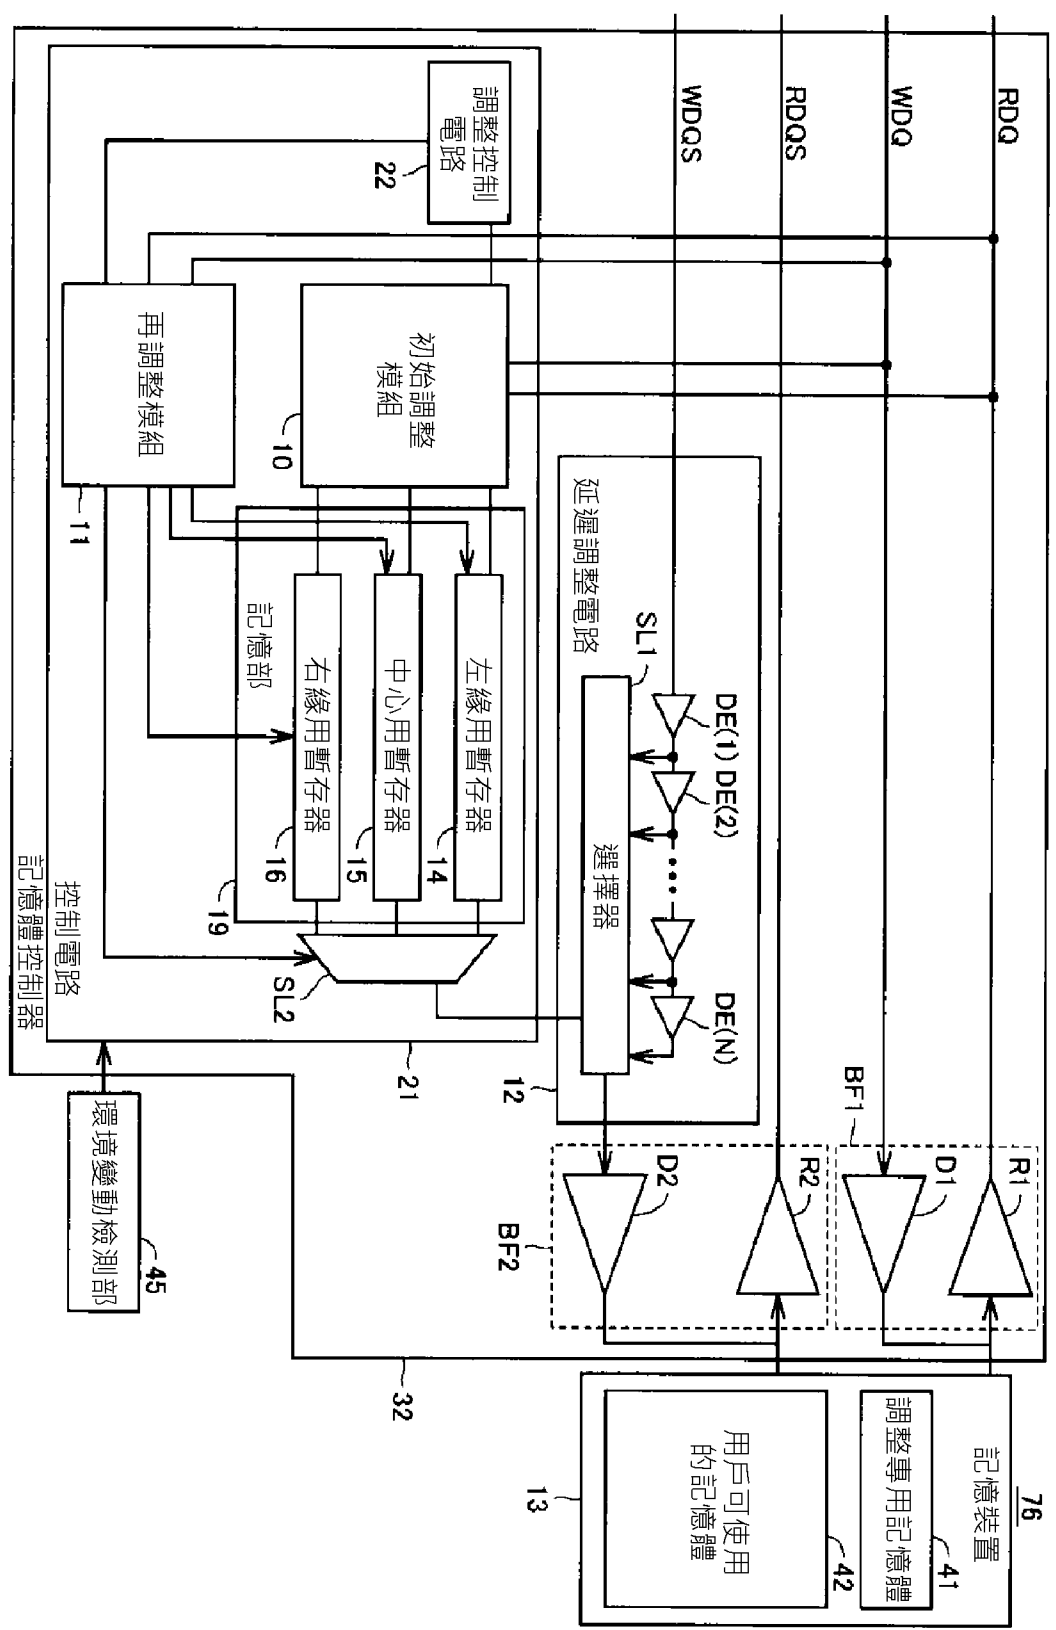 76
RDQ
WDQ
RDQS
WDQS
調整控制
電路
22
再調整模組
11
初始調整
模組
10
延遲調整電路
12
SL1
選擇器
DE(1)
DE(2)
DE(N)
記憶部
19
左緣用暫存器
14
中心用暫存器
15
右緣用暫存器
16
SL2
控制電路
21
記憶體控制器
32
環境變動檢測部
45
BF1
R1
D1
BF2
R2
D2
記憶裝置
13
調整專用記憶體
41
用戶可使用
的記憶體
42